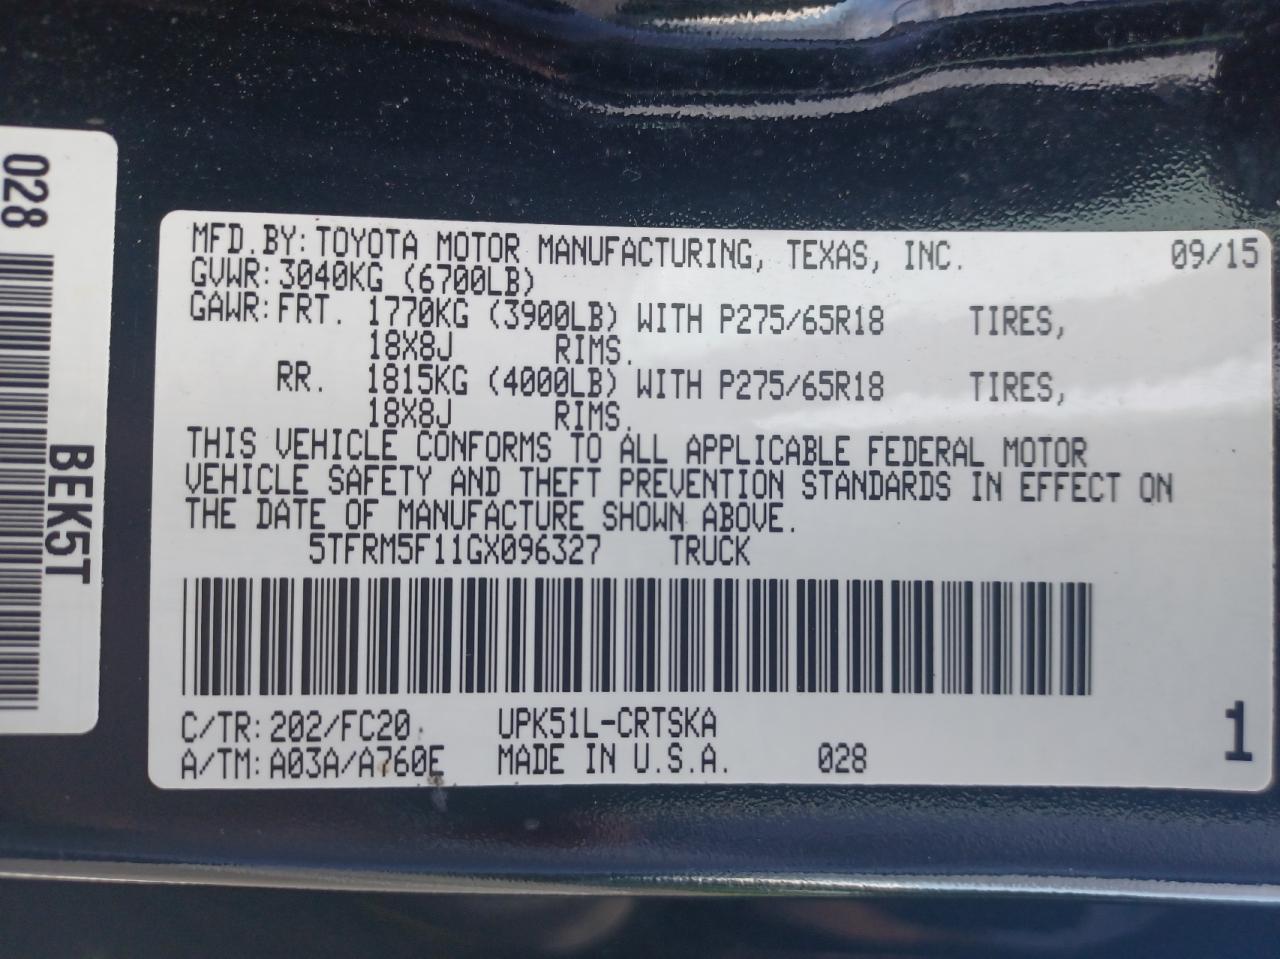 028
BEK5T
MFD.BY:TOYOTA MOTOR MANUFACTURING, TEXAS, INC. 09/15
GVWR:3040KG (6700LB)
GAWR:FRT. 1770KG (3900LB) WITH P275/65R18 TIRES,
18X8J RIMS.
RR. 1815KG (4000LB) WITH P275/65R18 TIRES,
18X8J RIMS.
THIS VEHICLE CONFORMS TO ALL APPLICABLE FEDERAL MOTOR
VEHICLE SAFETY AND THEFT PREVENTION STANDARDS IN EFFECT ON
THE DATE OF MANUFACTURE SHOWN ABOVE.
5TFRM5F11GX096327 TRUCK
C/TR:202/FC20 UPK51L-CRTSKA
A/TM:A03A/A760E MADE IN U.S.A. 028
1